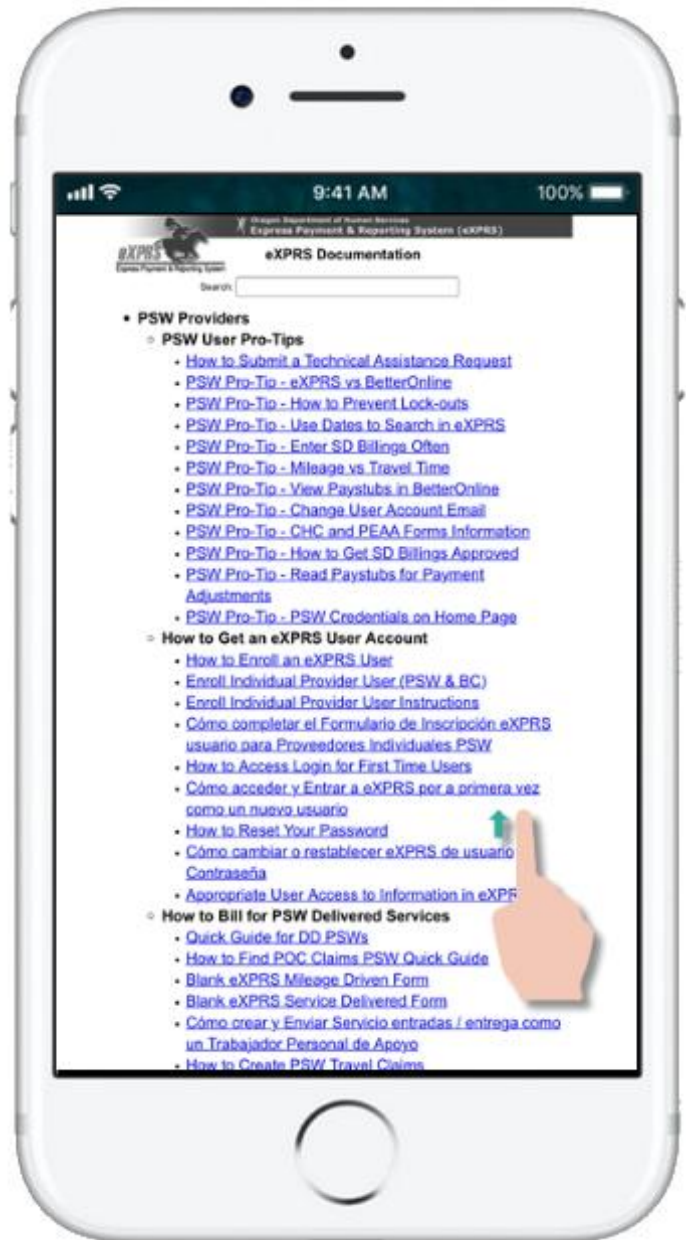 9:41 AM
100%
Oregon Department of Human Services
Express Payment & Reporting System (eXPRS)
eXPRS
Express Payment & Reporting System
eXPRS Documentation
Search:
• PSW Providers
○ PSW User Pro-Tips
▪ How to Submit a Technical Assistance Request
▪ PSW Pro-Tip - eXPRS vs BetterOnline
▪ PSW Pro-Tip - How to Prevent Lock-outs
▪ PSW Pro-Tip - Use Dates to Search in eXPRS
▪ PSW Pro-Tip - Enter SD Billings Often
▪ PSW Pro-Tip - Mileage vs Travel Time
▪ PSW Pro-Tip - View Paystubs in BetterOnline
▪ PSW Pro-Tip - Change User Account Email
▪ PSW Pro-Tip - CHC and PEAA Forms Information
▪ PSW Pro-Tip - How to Get SD Billings Approved
▪ PSW Pro-Tip - Read Paystubs for Payment
Adjustments
▪ PSW Pro-Tip - PSW Credentials on Home Page
○ How to Get an eXPRS User Account
▪ How to Enroll an eXPRS User
▪ Enroll Individual Provider User (PSW & BC)
▪ Enroll Individual Provider User Instructions
▪ Cómo completar el Formulario de Inscripción eXPRS
usuario para Proveedores Individuales PSW
▪ How to Access Login for First Time Users
▪ Cómo acceder y Entrar a eXPRS por a primera vez
como un nuevo usuario
▪ How to Reset Your Password
▪ Cómo cambiar o restablecer eXPRS de usuario
Contraseña
▪ Appropriate User Access to Information in eXPR
○ How to Bill for PSW Delivered Services
▪ Quick Guide for DD PSWs
▪ How to Find POC Claims PSW Quick Guide
▪ Blank eXPRS Mileage Driven Form
▪ Blank eXPRS Service Delivered Form
▪ Cómo crear y Enviar Servicio entradas / entrega como
un Trabajador Personal de Apoyo
▪ How to Create PSW Travel Claims